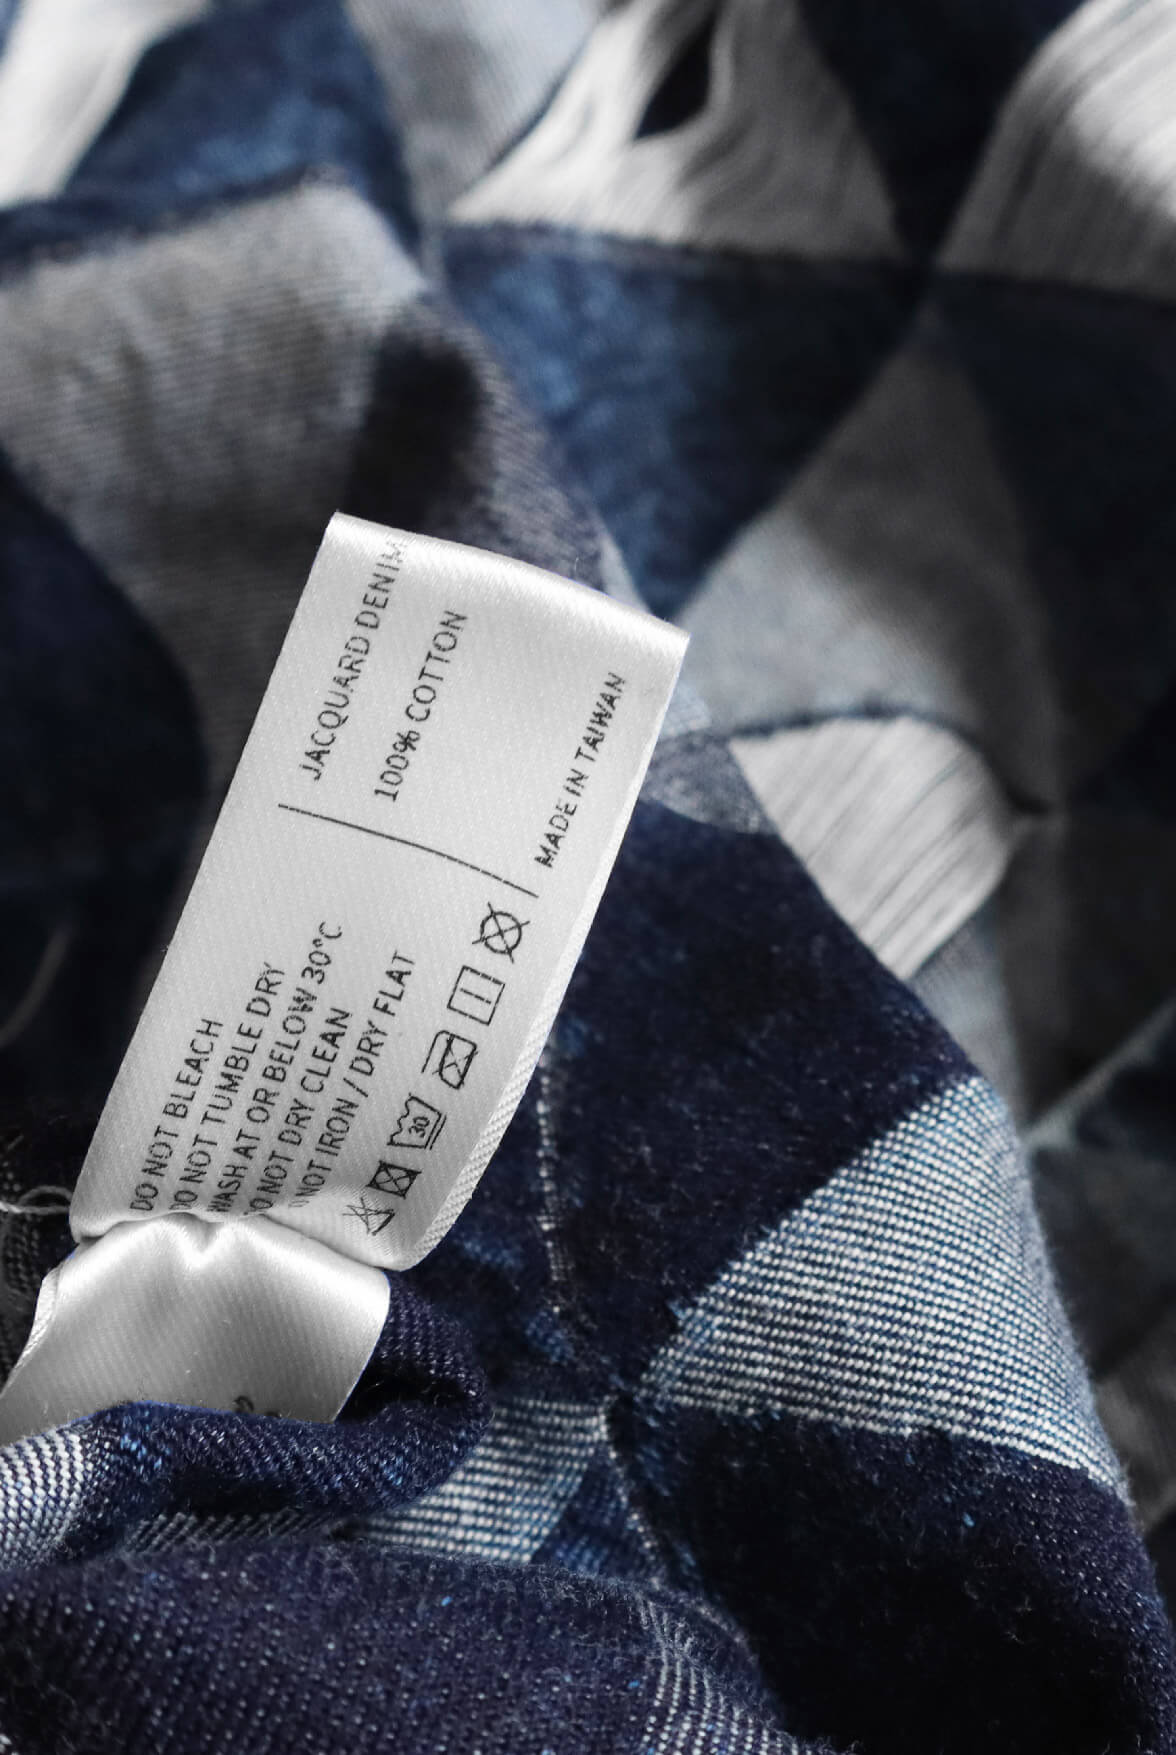 JACQUARD DENIM
100% COTTON
MADE IN TAIWAN
DO NOT BLEACH
DO NOT TUMBLE DRY
WASH AT OR BELOW 30°C
DO NOT DRY CLEAN
NOT IRON / DRY FLAT
30